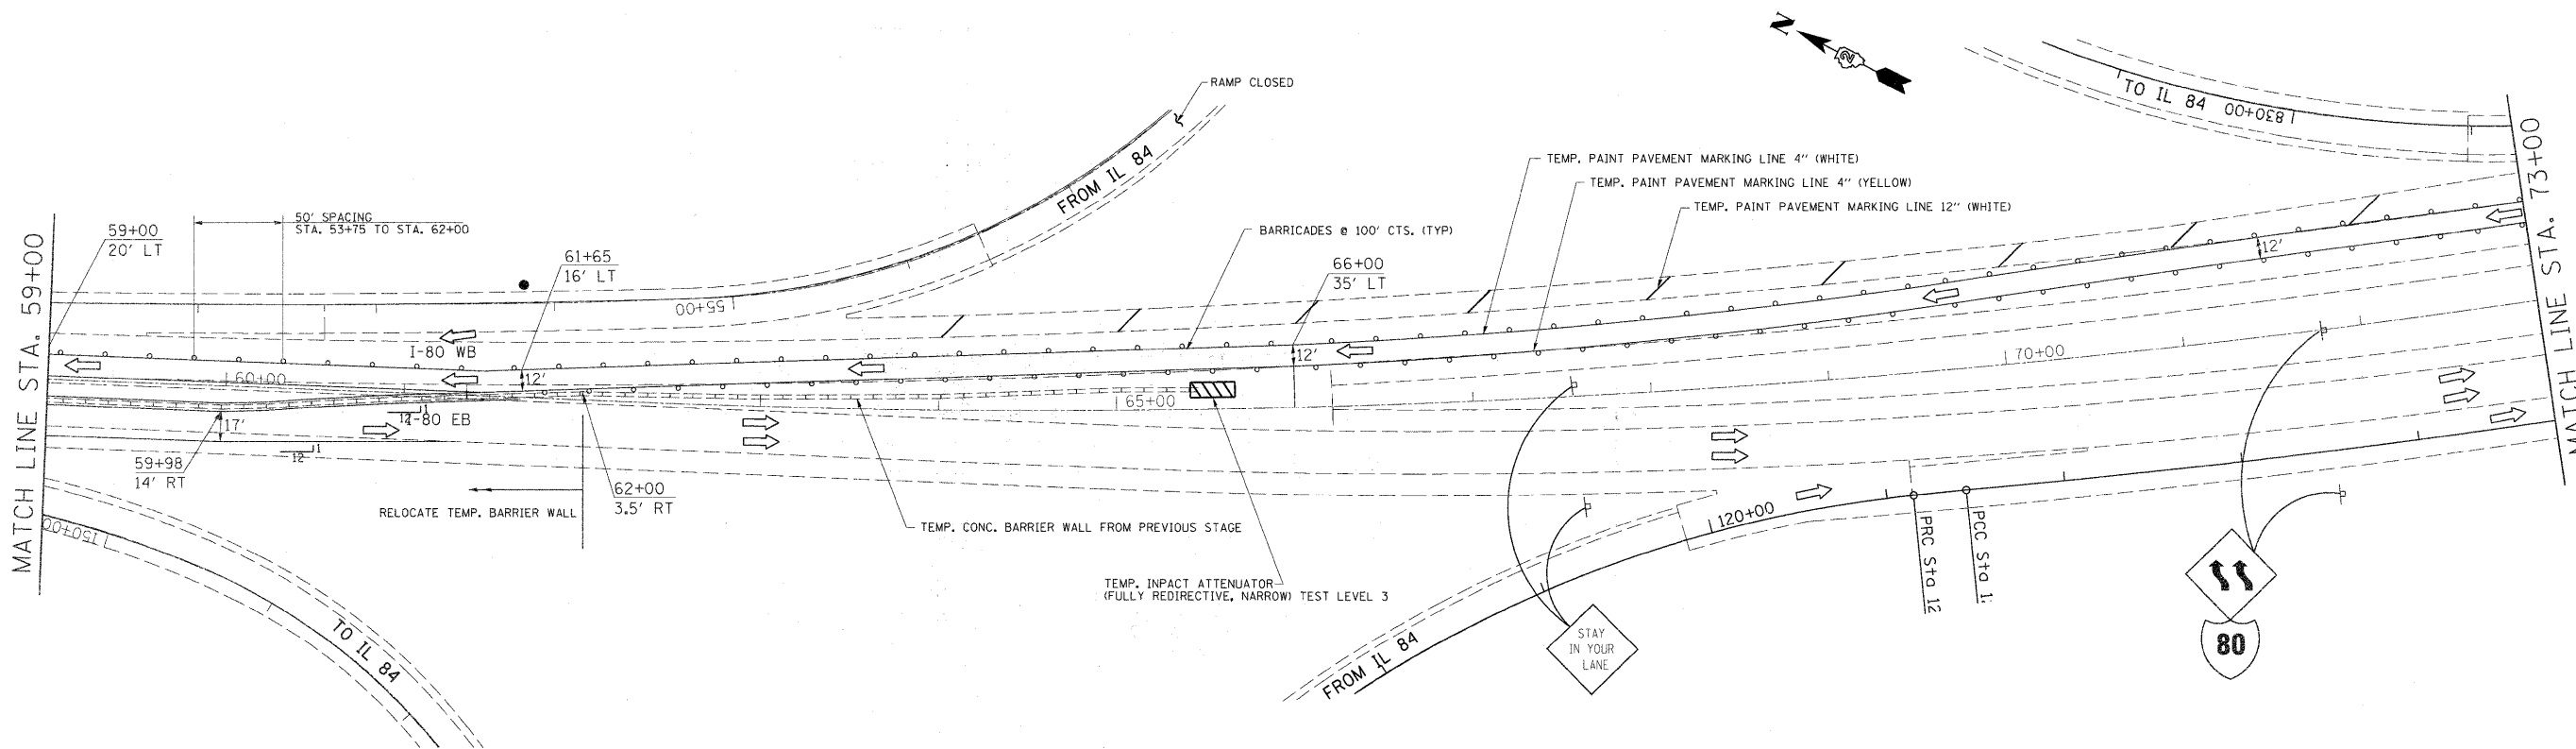 N
2
RAMP CLOSED
TO IL 84
830+00
FROM IL 84
TEMP. PAINT PAVEMENT MARKING LINE 4" (WHITE)
TEMP. PAINT PAVEMENT MARKING LINE 4" (YELLOW)
TEMP. PAINT PAVEMENT MARKING LINE 12" (WHITE)
MATCH LINE STA. 59+00
59+00
20' LT
50' SPACING
STA. 53+75 TO STA. 62+00
61+65
16' LT
BARRICADES @ 100' CTS. (TYP)
66+00
35' LT
MATCH LINE STA. 73+00
55+00
I-80 WB
12'
12'
12'
60+00
65+00
70+00
17'
12
1
I-80 EB
12
1
59+98
14' RT
62+00
3.5' RT
RELOCATE TEMP. BARRIER WALL
TEMP. CONC. BARRIER WALL FROM PREVIOUS STAGE
TEMP. INPACT ATTENUATOR
(FULLY REDIRECTIVE, NARROW) TEST LEVEL 3
150+00
TO IL 84
FROM IL 84
120+00
PRC Sta 12
PCC Sta 1
STAY
IN YOUR
LANE
80